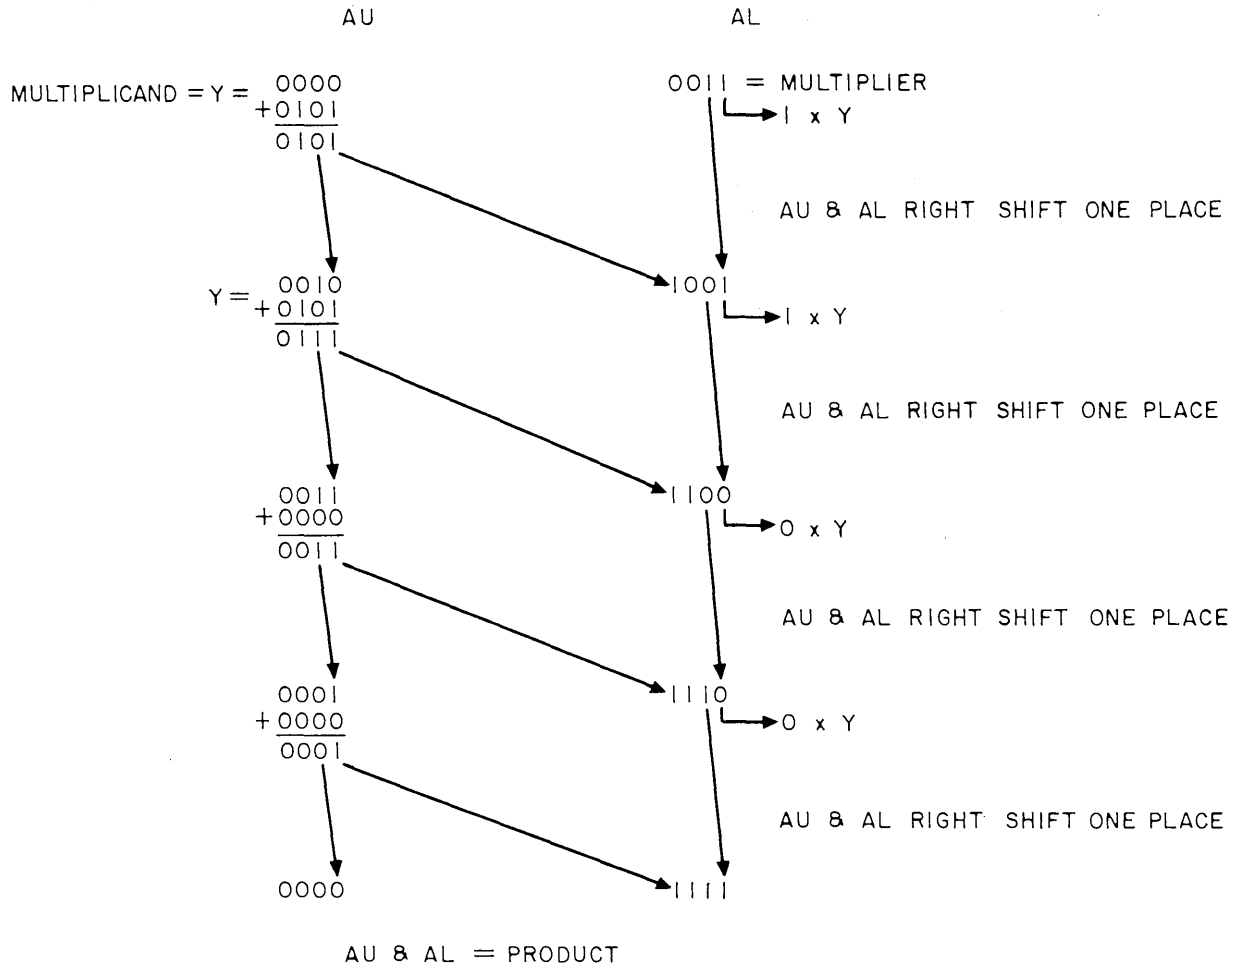 AU AL
0000 0011 = MULTIPLIER
MULTIPLICAND = Y = +0101 1 x Y
0101
AU & AL RIGHT SHIFT ONE PLACE
0010 1001
Y = +0101 1 x Y
0111
AU & AL RIGHT SHIFT ONE PLACE
0011 1100
+0000 0 x Y
0011
AU & AL RIGHT SHIFT ONE PLACE
0001 1110
+0000 0 x Y
0001
AU & AL RIGHT SHIFT ONE PLACE
0000 1111
AU & AL = PRODUCT